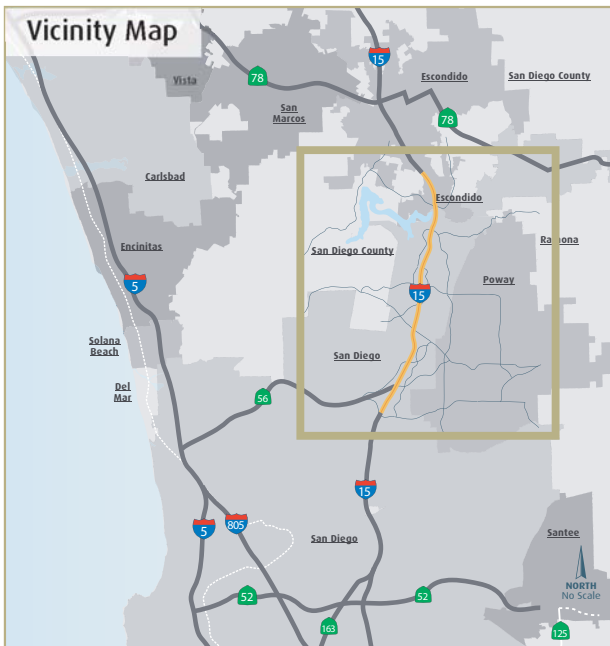 Vicinity Map
15
Escondido
San Diego County
Vista
78
San
Marcos
78
Carlsbad
Escondido
Ramona
Encinitas
San Diego County
5
Poway
15
Solana
Beach
San Diego
Del
Mar
56
15
5
805
San Diego
Santee
NORTH
No Scale
52
52
163
125